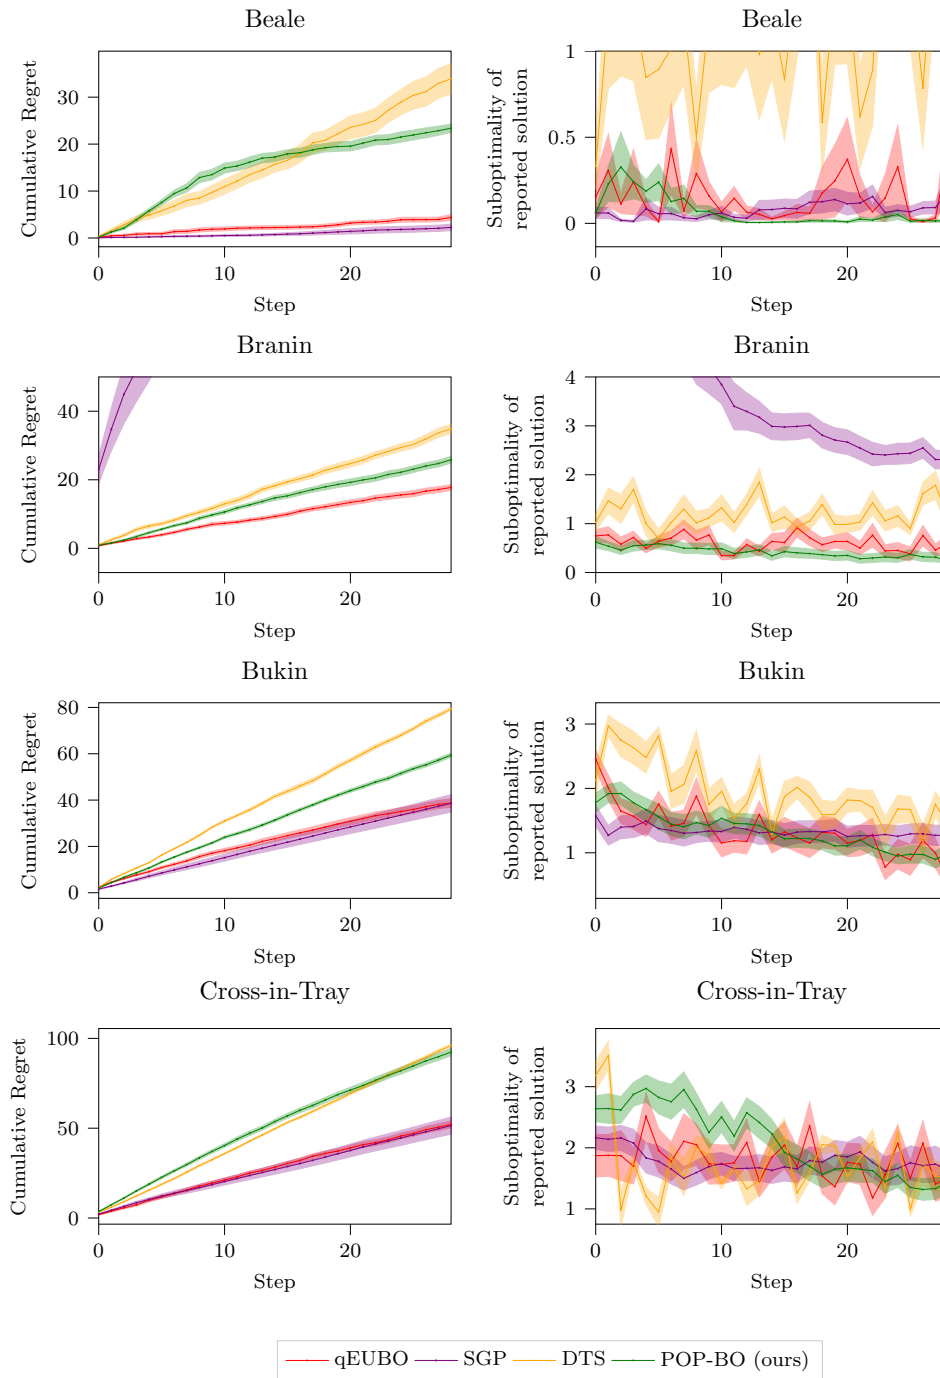 Beale
Cumulative Regret
30
20
10
0
0
10
20
Step
Beale
Suboptimality of
reported solution
1
0.5
0
0
10
20
Step
Branin
Cumulative Regret
40
20
0
0
10
20
Step
Branin
Suboptimality of
reported solution
4
3
2
1
0
0
10
20
Step
Bukin
Cumulative Regret
80
60
40
20
0
0
10
20
Step
Bukin
Suboptimality of
reported solution
3
2
1
0
10
20
Step
Cross-in-Tray
Cumulative Regret
100
50
0
0
10
20
Step
Cross-in-Tray
Suboptimality of
reported solution
3
2
1
0
10
20
Step
qEUBO SGP DTS POP-BO (ours)